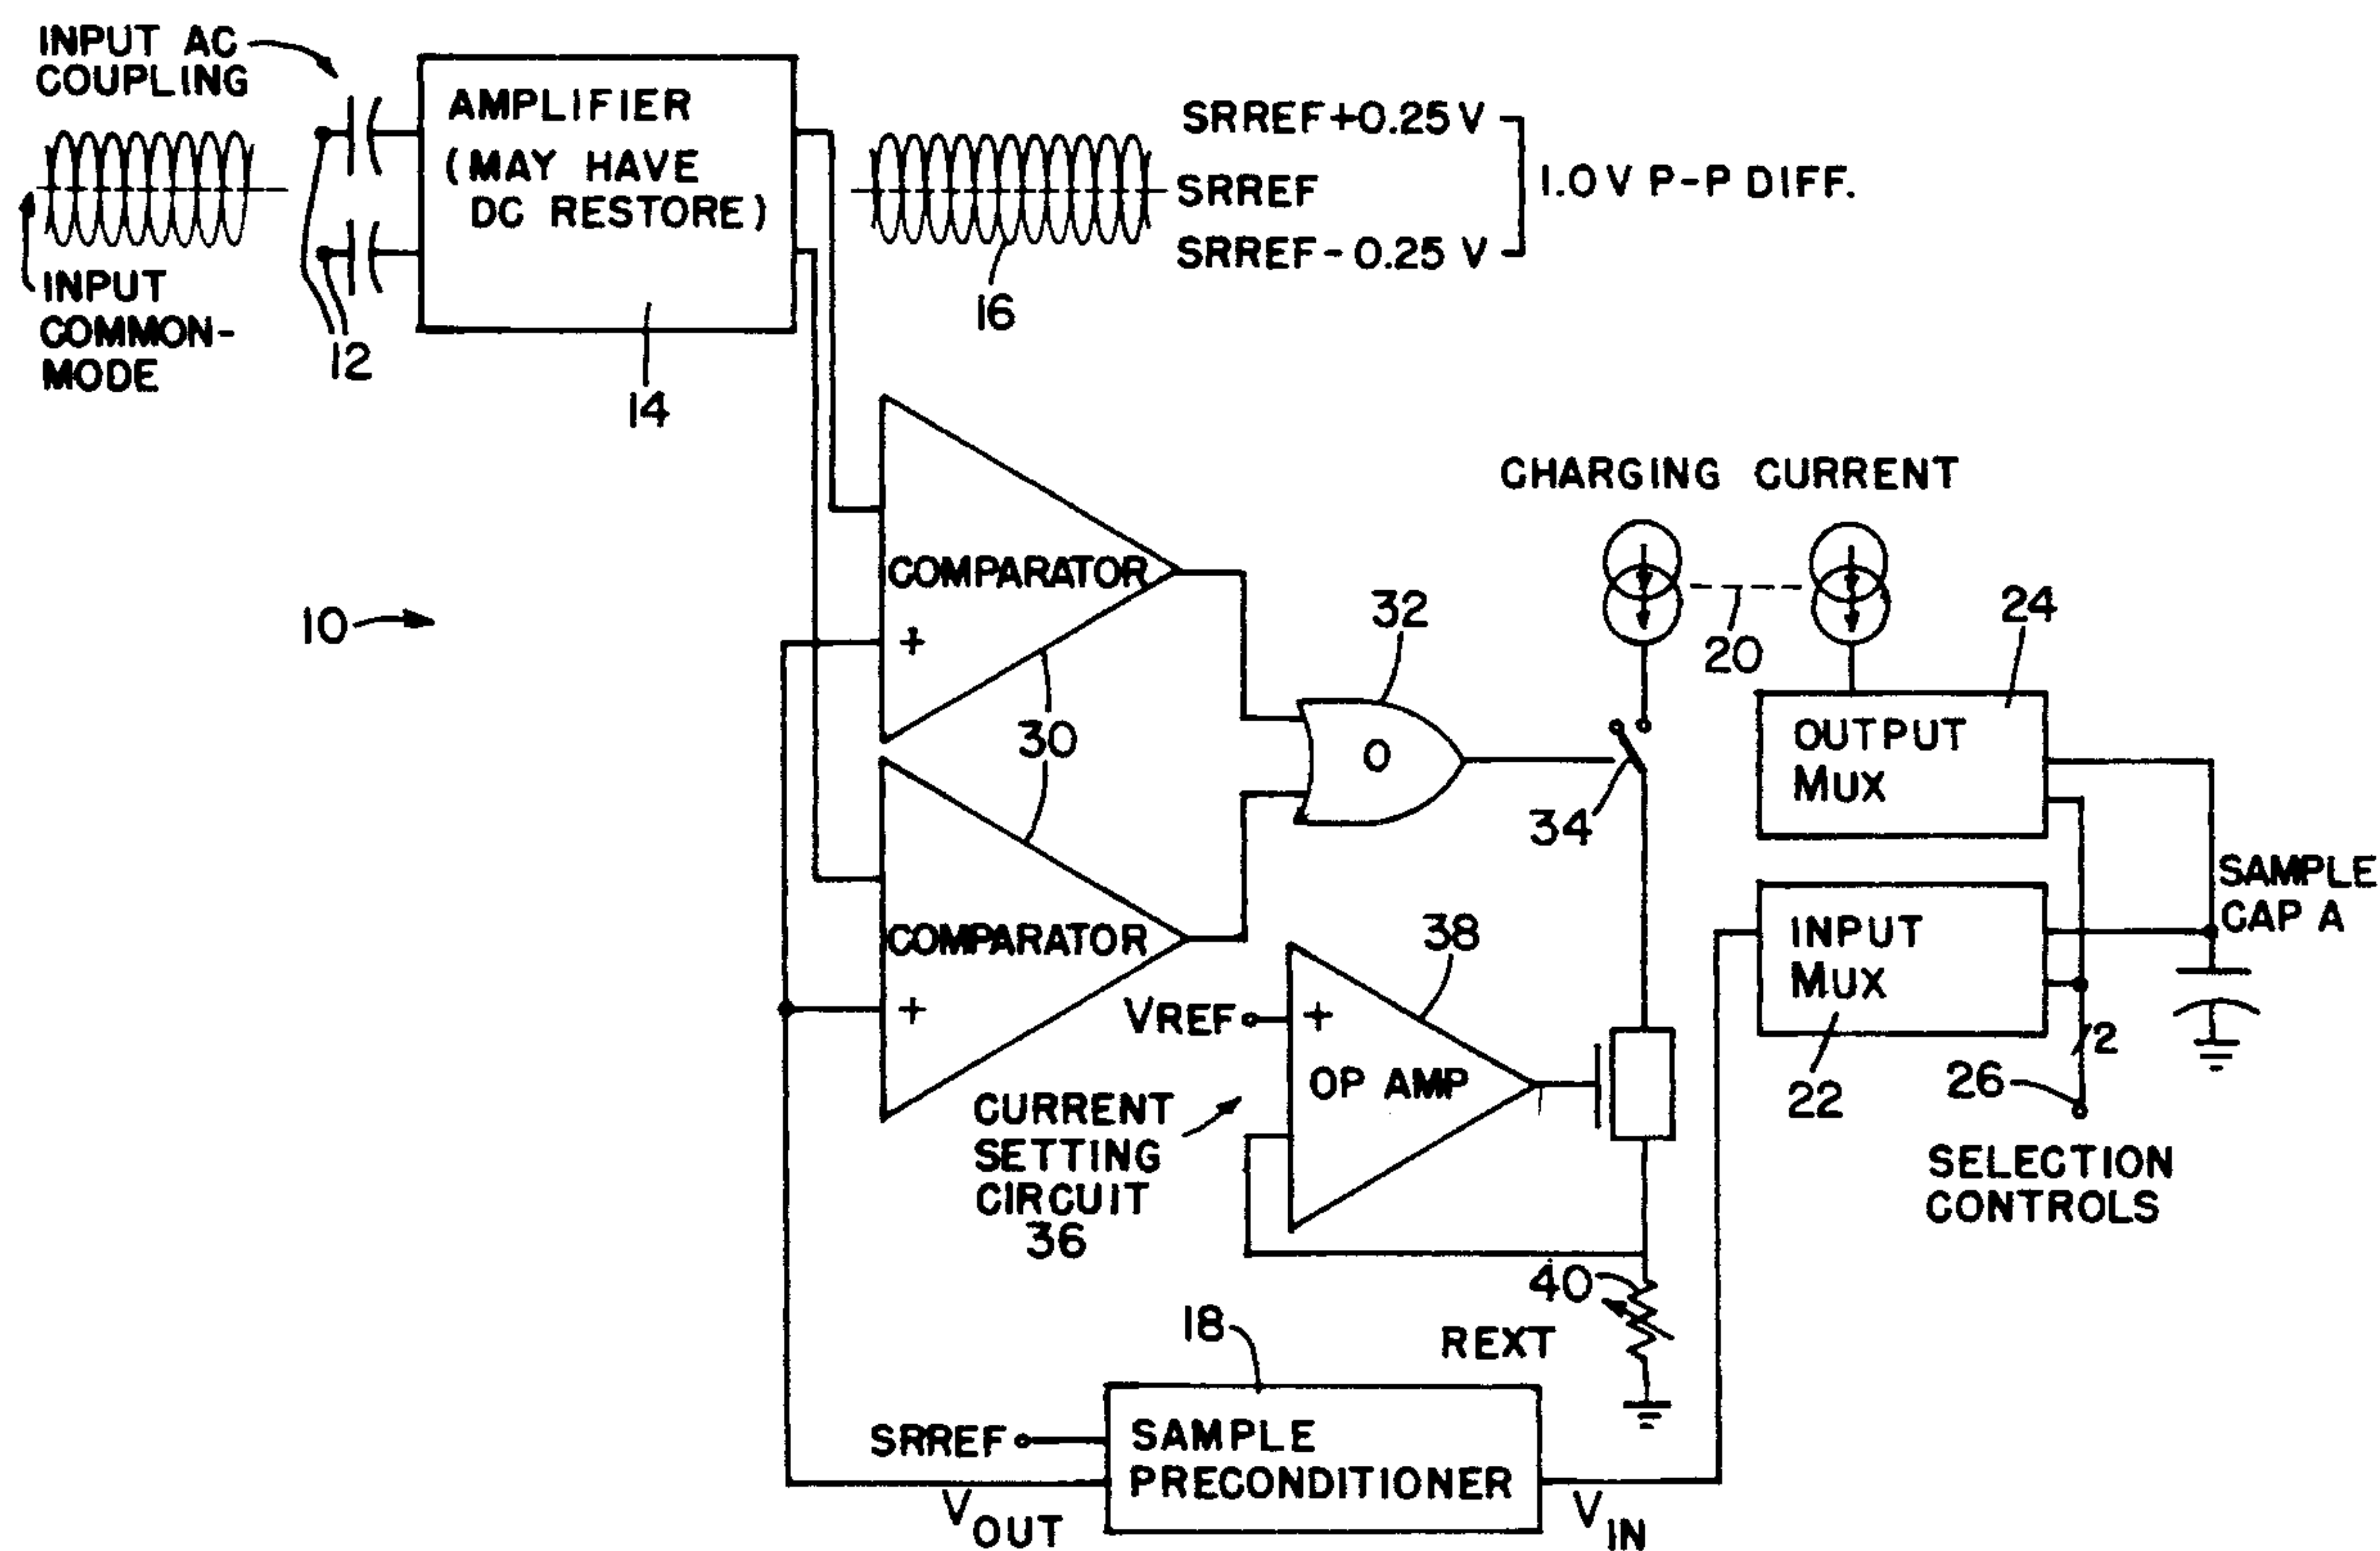 INPUT AC
COUPLING
AMPLIFIER
(MAY HAVE
DC RESTORE)
SRREF+0.25 V
SRREF
SRREF-0.25 V
1.0 V P-P DIFF.
INPUT
COMMON-
MODE
12
14
16
CHARGING CURRENT
COMPARATOR
+
10
30
32
20
24
OUTPUT
MUX
34
SAMPLE
CAP A
COMPARATOR
+
38
INPUT
MUX
VREF
+
OP AMP
2
22
26
CURRENT
SETTING
CIRCUIT
36
SELECTION
CONTROLS
40
REXT
18
SRREF
SAMPLE
PRECONDITIONER
VOUT
VIN
O